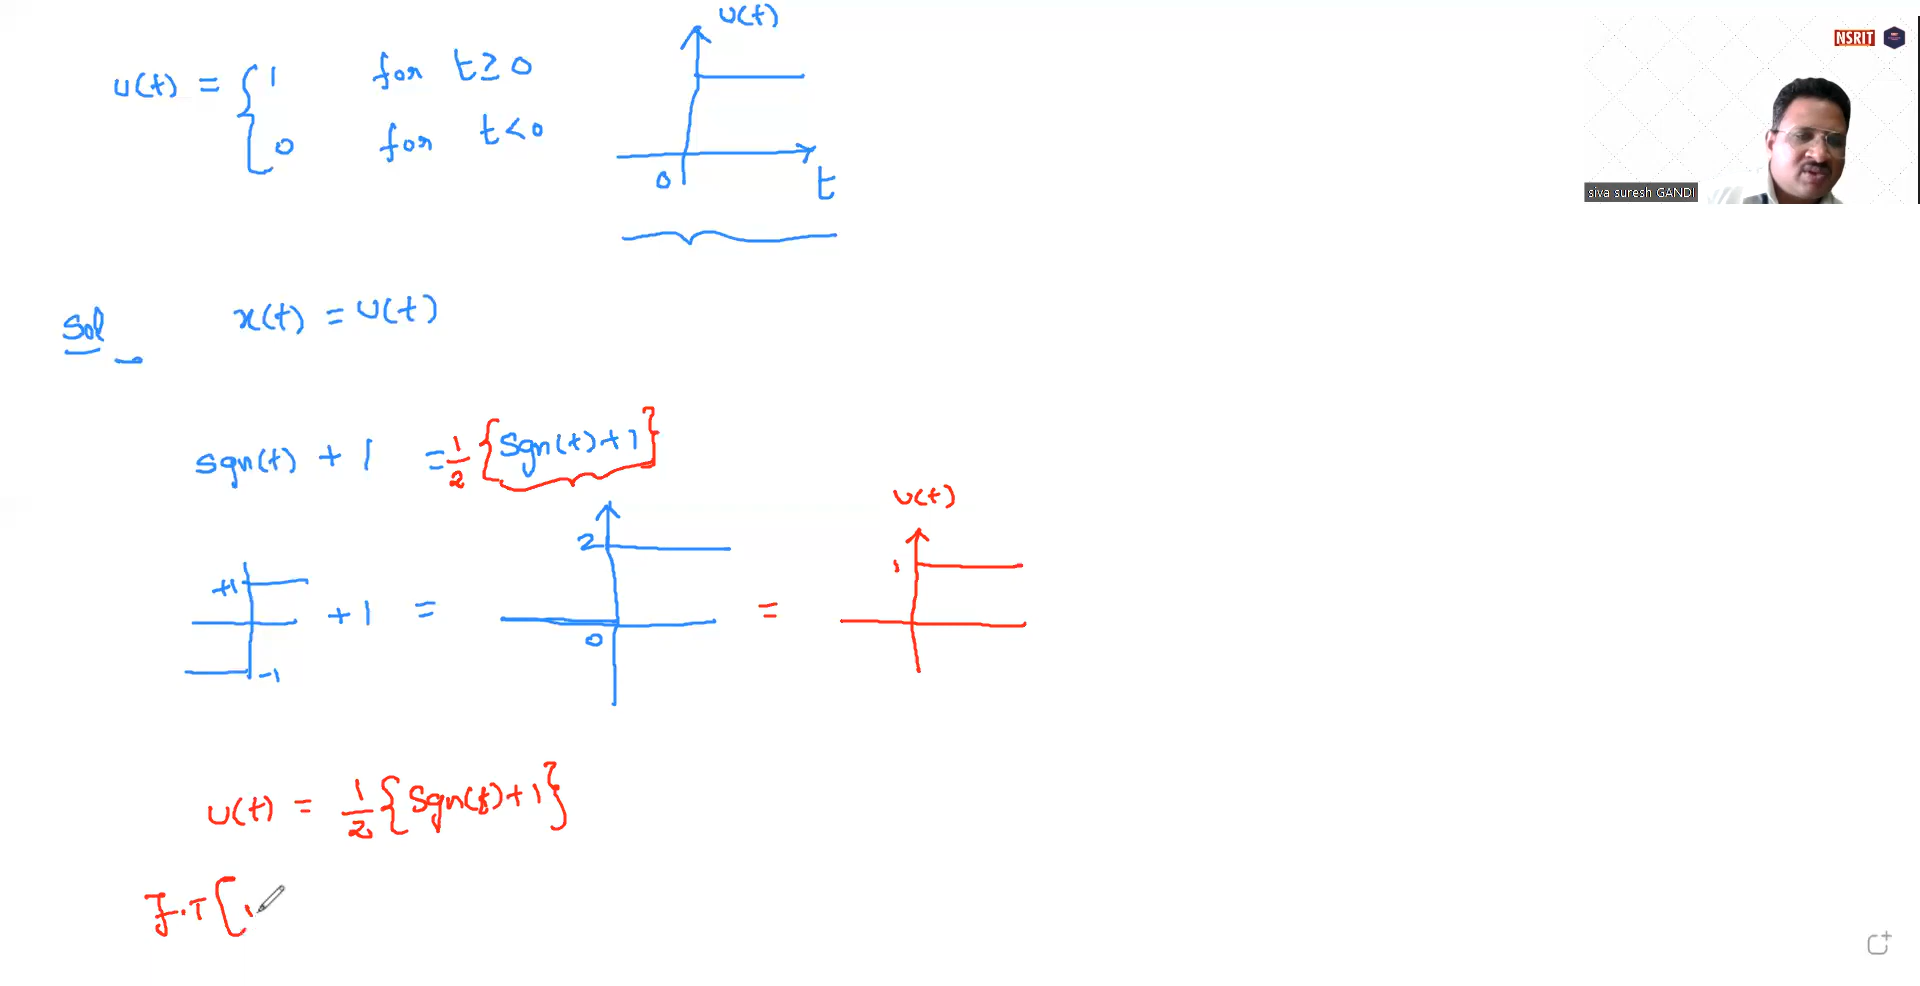 u(t)
u(t) = { 1 for t ≥ 0
0 for t < 0
0 t
NSRIT
siva suresh GANDI
Sol x(t) = u(t)
sgn(t) + 1 = 1/2 { Sgn(t) + 1 }
u(t)
+1 -1 + 1 = 2 0 = 1
u(t) = 1/2 { Sgn(t) + 1 }
F.T [